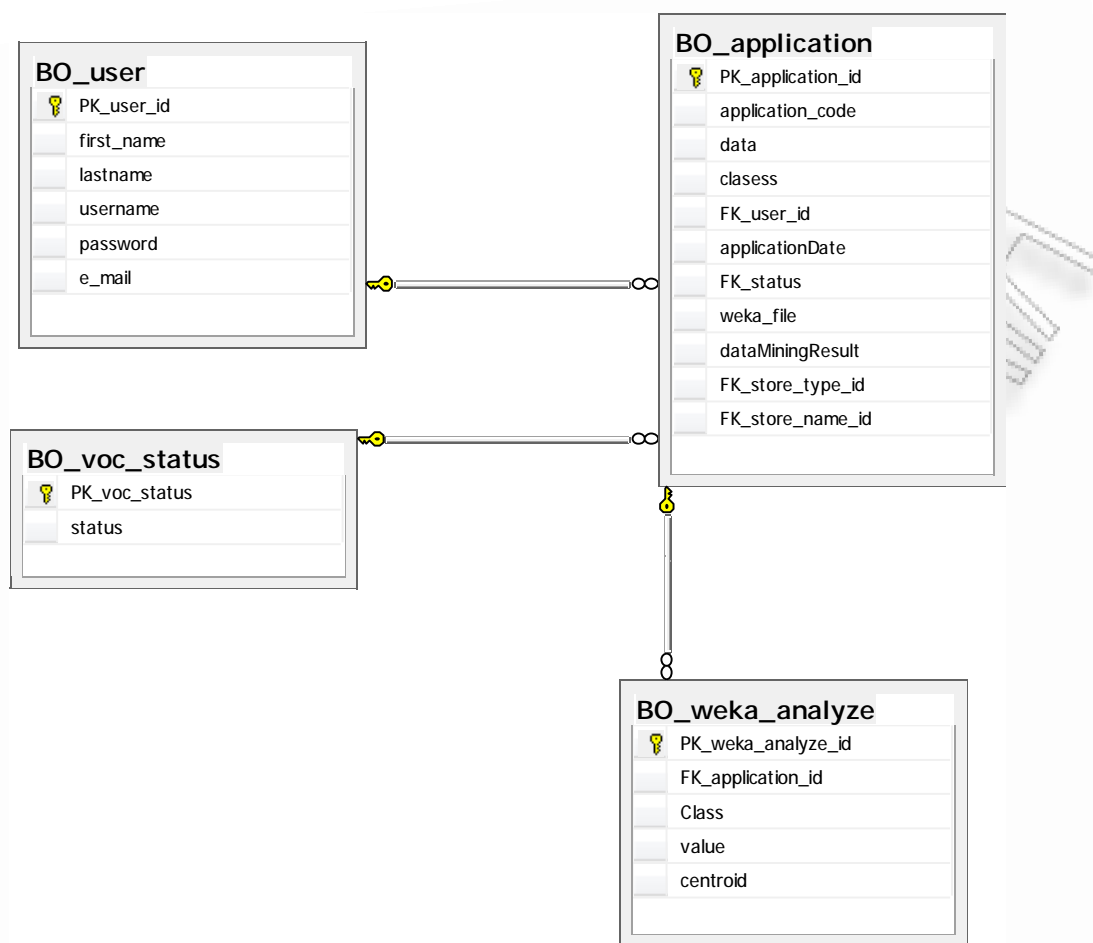 BO_user
PK_user_id
first_name
lastname
username
password
e_mail
BO_application
PK_application_id
application_code
data
clasess
FK_user_id
applicationDate
FK_status
weka_file
dataMiningResult
FK_store_type_id
FK_store_name_id
BO_voc_status
PK_voc_status
status
BO_weka_analyze
PK_weka_analyze_id
FK_application_id
Class
value
centroid